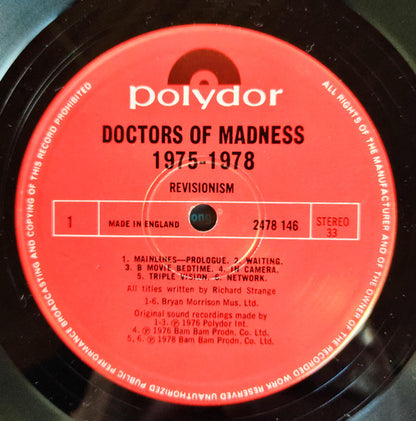 polydor
DOCTORS OF MADNESS
1975-1978
REVISIONISM
1
MADE IN ENGLAND
2478 146
STEREO
33
1. MAINLINES—PROLOGUE. 2. WAITING.
3. B MOVIE BEDTIME. 4. IN CAMERA.
5. TRIPLE VISION. 6. NETWORK.
All titles written by Richard Strange
1-6. Bryan Morrison Mus. Ltd.
Original sound recordings made by
1-3. ℗ 1976 Polydor Int.
4. ℗ 1976 Bam Bam Prodn. Co. Ltd.
5, 6. ℗ 1978 Bam Bam Prodn. Co. Ltd.
ALL RIGHTS OF THE MANUFACTURER AND OF THE OWNER OF THE RECORDED WORK RESERVED UNAUTHORIZED PUBLIC PERFORMANCE BROADCASTING AND COPYING OF THIS RECORD PROHIBITED
one